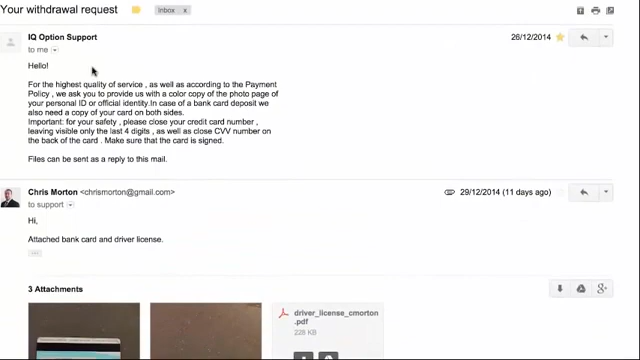 Your withdrawal request
Inbox x
IQ Option Support
26/12/2014
to me
Hello!
For the highest quality of service , as well as according to the Payment
Policy , we ask you to provide us with a color copy of the photo page of
your personal ID or official identity.In case of a bank card deposit we
also need a copy of your card on both sides.
Important: for your safety , please close your credit card number ,
leaving visible only the last 4 digits , as well as close CVV number on
the back of the card . Make sure that the card is signed.
Files can be sent as a reply to this mail.
Chris Morton <chrismorton@gmail.com>
29/12/2014 (11 days ago)
to support
Hi,
Attached bank card and driver license.
3 Attachments
driver_license_cmorton
.pdf
228 KB